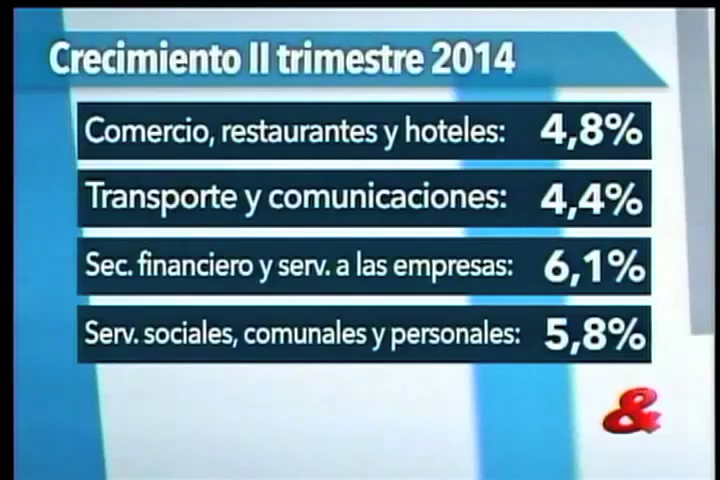 Crecimiento II trimestre 2014
Comercio, restaurantes y hoteles: 4,8%
Transporte y comunicaciones: 4,4%
Sec. financiero y serv. a las empresas: 6,1%
Serv. sociales, comunales y personales: 5,8%
&